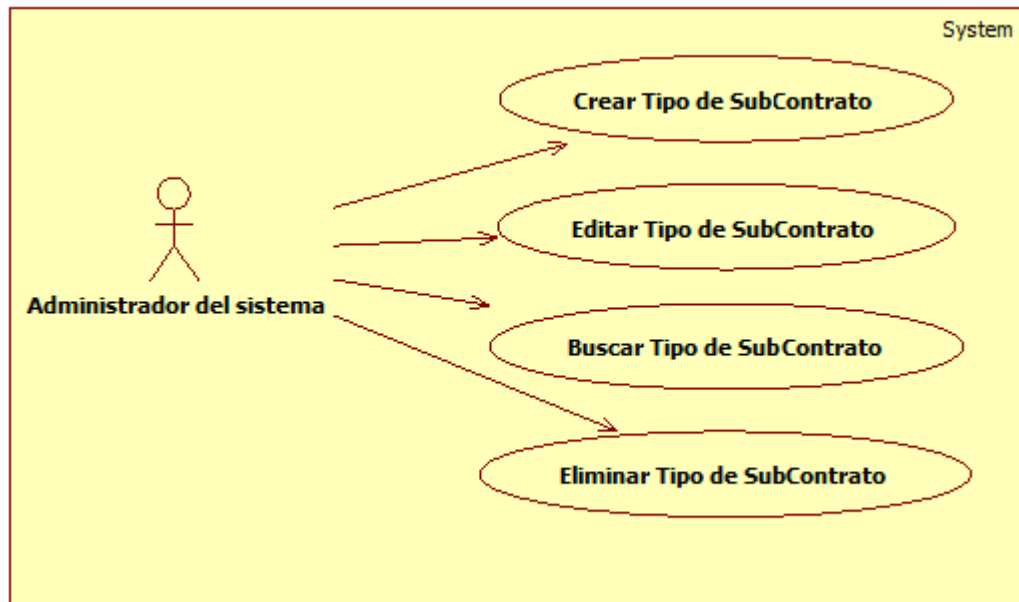 System
Crear Tipo de SubContrato
Editar Tipo de SubContrato
Administrador del sistema
Buscar Tipo de SubContrato
Eliminar Tipo de SubContrato